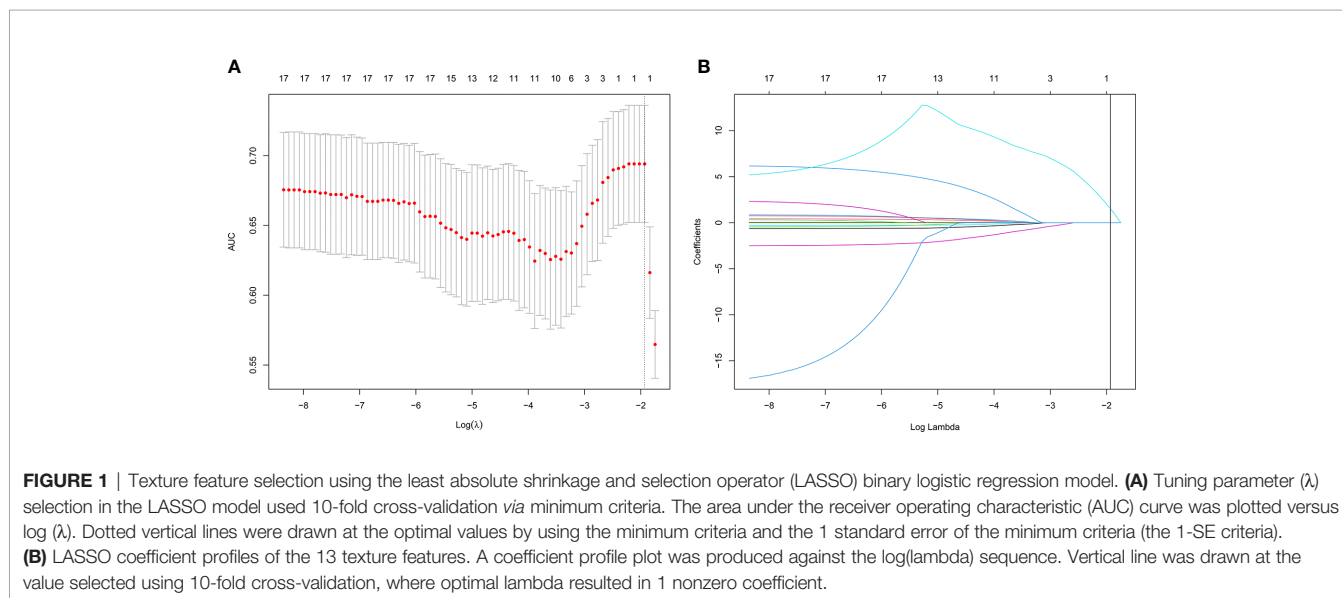 A
17 17 17 17 17 17 17 17 17 15 13 12 11 11 10 6 3 3 1 1 1
AUC
0.70
0.65
0.60
0.55
−8 −7 −6 −5 −4 −3 −2
Log(λ)
B
17 17 17 13 11 3 1
Coefficients
10
5
0
−5
−10
−15
−8 −7 −6 −5 −4 −3 −2
Log Lambda
FIGURE 1 | Texture feature selection using the least absolute shrinkage and selection operator (LASSO) binary logistic regression model. (A) Tuning parameter (λ)
selection in the LASSO model used 10-fold cross-validation via minimum criteria. The area under the receiver operating characteristic (AUC) curve was plotted versus
log (λ). Dotted vertical lines were drawn at the optimal values by using the minimum criteria and the 1 standard error of the minimum criteria (the 1-SE criteria).
(B) LASSO coefficient profiles of the 13 texture features. A coefficient profile plot was produced against the log(lambda) sequence. Vertical line was drawn at the
value selected using 10-fold cross-validation, where optimal lambda resulted in 1 nonzero coefficient.